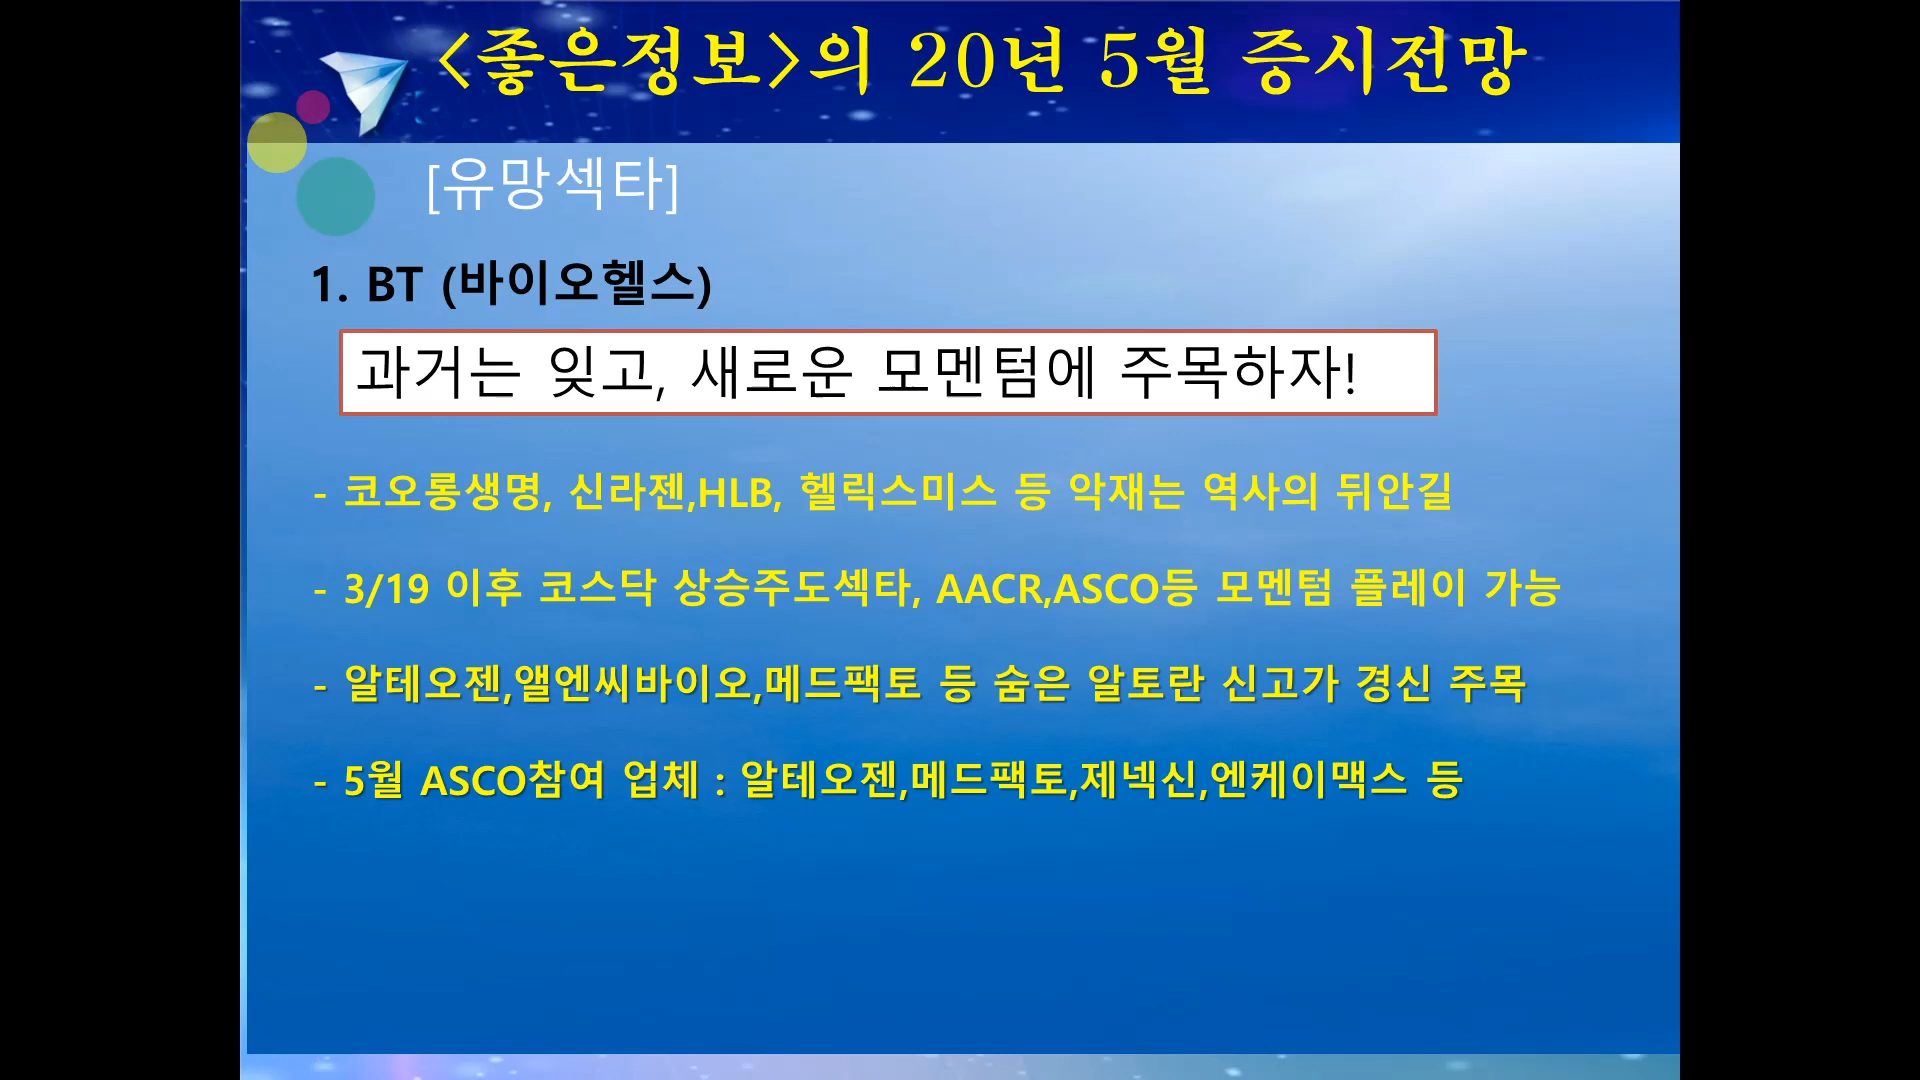 <좋은정보>의 20년 5월 증시전망
[유망섹타]
1. BT (바이오헬스)
과거는 잊고, 새로운 모멘텀에 주목하자!
- 코오롱생명, 신라젠,HLB, 헬릭스미스 등 악재는 역사의 뒤안길
- 3/19 이후 코스닥 상승주도섹타, AACR,ASCO등 모멘텀 플레이 가능
- 알테오젠,앨엔씨바이오,메드팩토 등 숨은 알토란 신고가 경신 주목
- 5월 ASCO참여 업체 : 알테오젠,메드팩토,제넥신,엔케이맥스 등